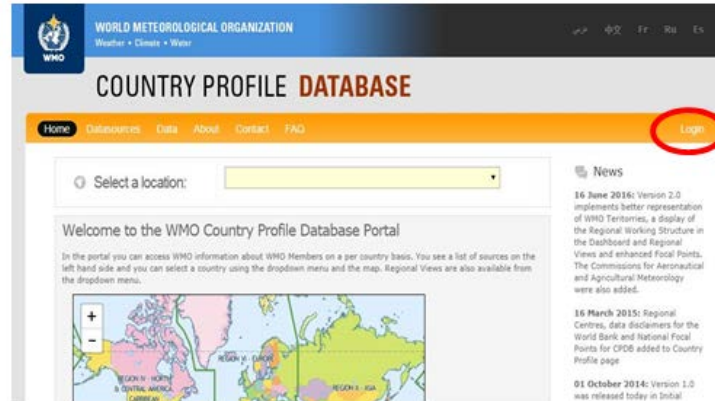 WORLD METEOROLOGICAL ORGANIZATION
Weather • Climate • Water
WMO
中文 Fr Ru Es
COUNTRY PROFILE DATABASE
Home Datasources Data About Contact FAQ Login
Select a location:
Welcome to the WMO Country Profile Database Portal
In the portal you can access WMO information about WMO Members on a per country basis. You see a list of sources on the
left hand side and you can select a country using the dropdown menu and the map. Regional Views are also available from
the dropdown menu.
+
-
REGION VI - EUROPE
REGION IV - NORTH
& CENTRAL AMERICA,
CARIBBEAN
REGION II - ASIA
News
16 June 2016: Version 2.0
implements better representation
of WMO Territories, a display of
the Regional Working Structure in
the Dashboard and Regional
Views and enhanced Focal Points.
The Commissions for Aeronautical
and Agricultural Meteorology
were also added.
16 March 2015: Regional
Centres, data disclaimers for the
World Bank and National Focal
Points for CPDB added to Country
Profile page
01 October 2014: Version 1.0
was released today in Initial